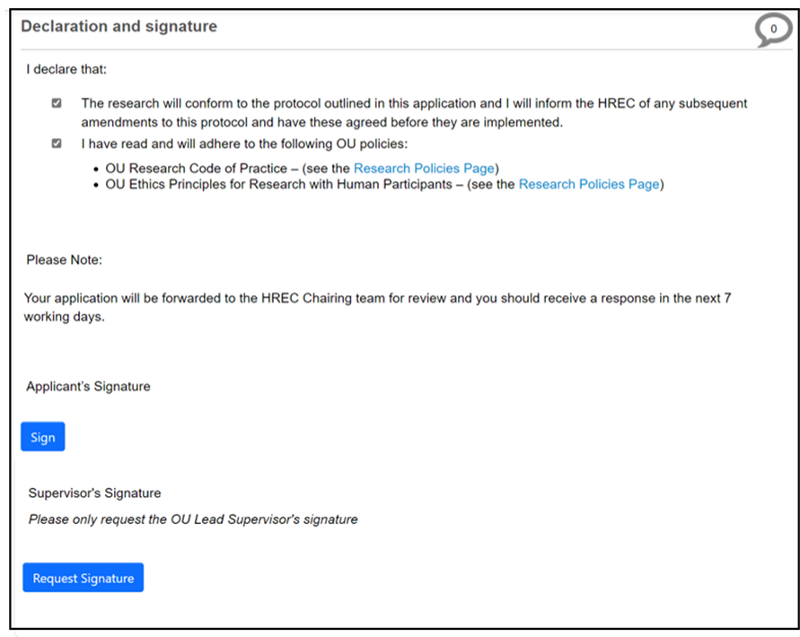 Declaration and signature
0
I declare that:
The research will conform to the protocol outlined in this application and I will inform the HREC of any subsequent
amendments to this protocol and have these agreed before they are implemented.
I have read and will adhere to the following OU policies:
• OU Research Code of Practice – (see the Research Policies Page)
• OU Ethics Principles for Research with Human Participants – (see the Research Policies Page)
Please Note:
Your application will be forwarded to the HREC Chairing team for review and you should receive a response in the next 7
working days.
Applicant's Signature
Sign
Supervisor's Signature
Please only request the OU Lead Supervisor's signature
Request Signature